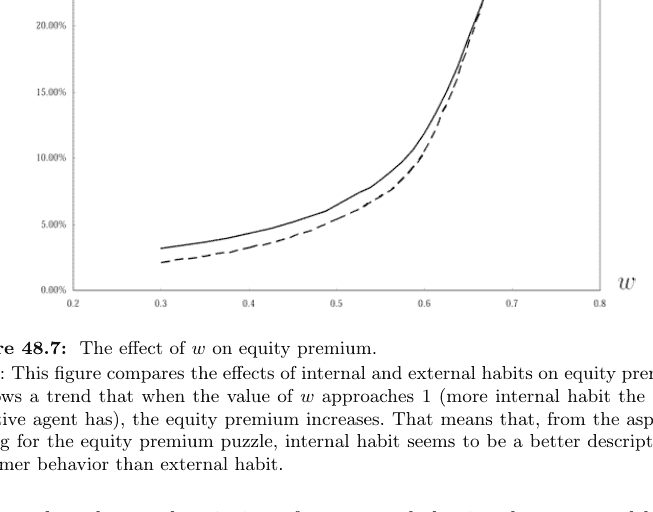 20.00%
15.00%
10.00%
5.00%
0.00%
0.2 0.3 0.4 0.5 0.6 0.7 0.8
w
re 48.7: The effect of w on equity premium.
: This figure compares the effects of internal and external habits on equity pre
ws a trend that when the value of w approaches 1 (more internal habit the
tive agent has), the equity premium increases. That means that, from the asp
g for the equity premium puzzle, internal habit seems to be a better descript
mer behavior than external habit.